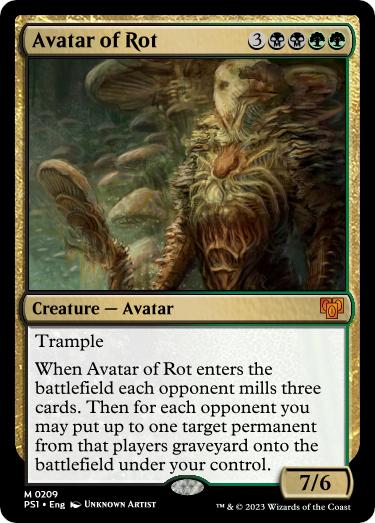 Avatar of Rot
3
Creature — Avatar
Trample
When Avatar of Rot enters the
battlefield each opponent mills three
cards. Then for each opponent you
may put up to one target permanent
from that players graveyard onto the
battlefield under your control.
7/6
M 0209
PS1 • Eng Unknown Artist
™ & © 2023 Wizards of the Coast